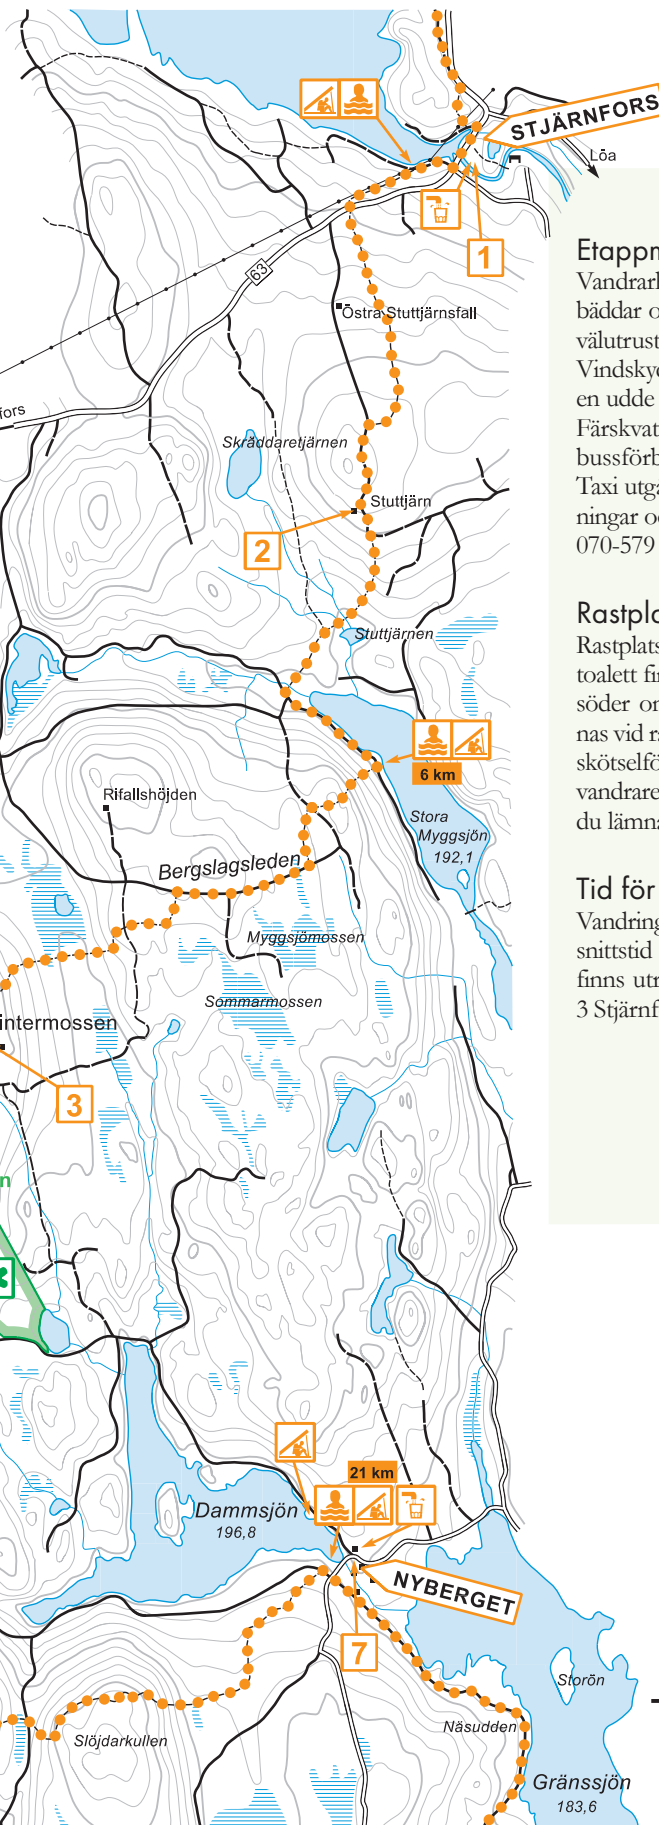 STJÄRNFORS
Löa
1
63
Östra Stuttjärnsfall
fors
Skräddaretjärnen
Stuttjärn
2
Stuttjärnen
6 km
Rifallshöjden
Stora
Myggsjön
192,1
Bergslagsleden
Myggsjömossen
Sommarmossen
intermossen
3
n
21 km
Dammsjön
196,8
NYBERGET
7
Storön
Näsudden
Slöjdarkullen
Gränssjön
183,6
Etappm
Vandrarh
bäddar o
välutrust
Vindskyd
en udde
Färskvat
bussförb
Taxi utga
ningar oc
070-579
Rastpla
Rastplats
toalett fin
söder om
nas vid ra
skötselfö
vandrare
du lämna
Tid för
Vandring
snittstid
finns utr
3 Stjärnf